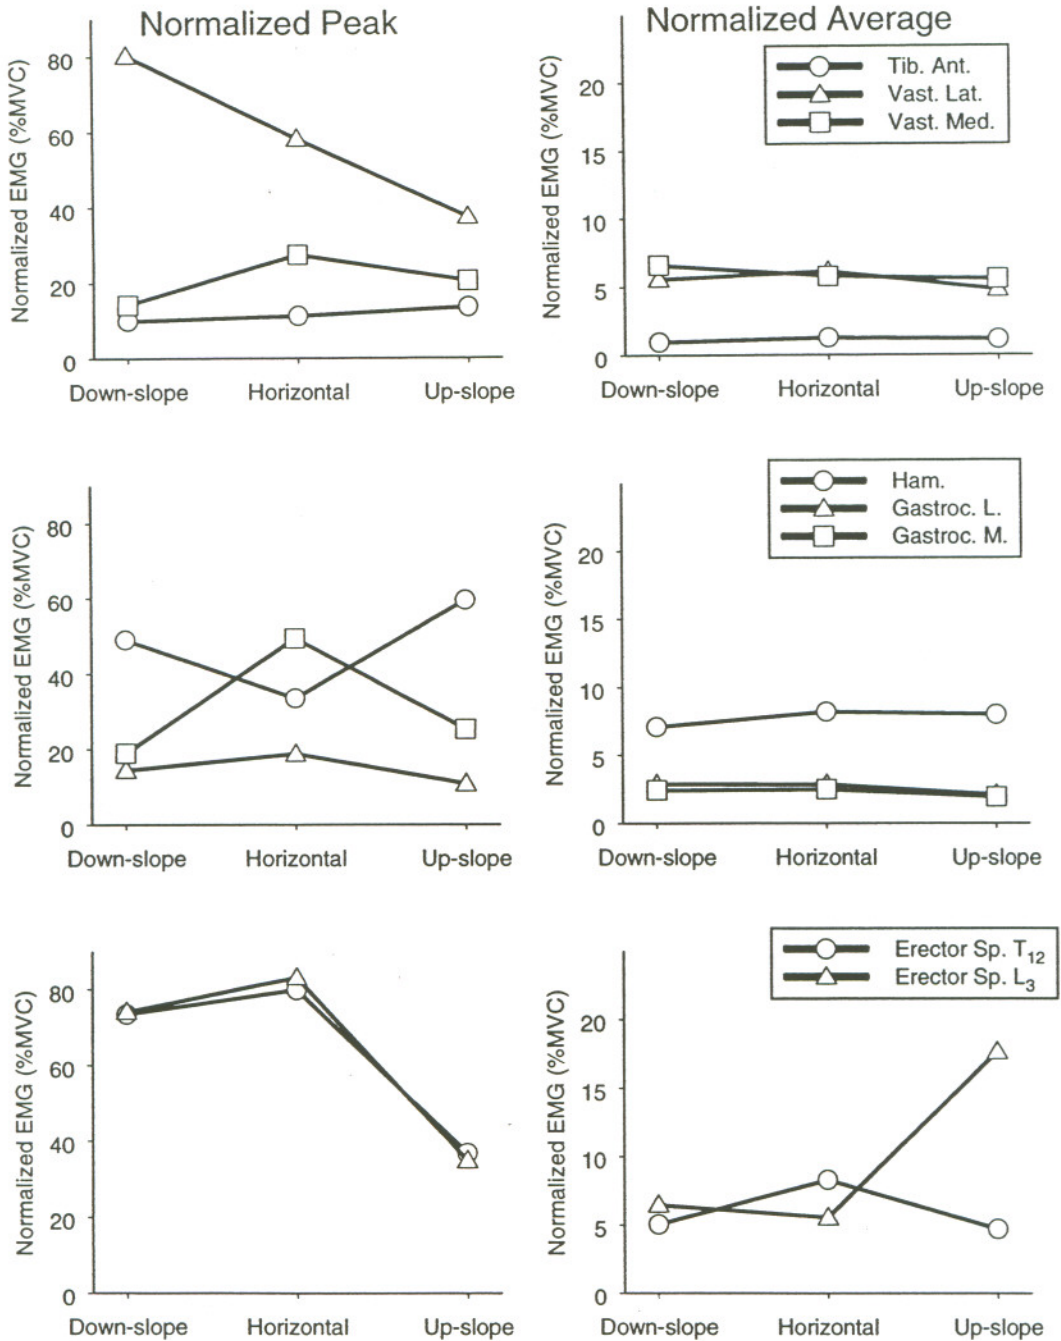 Normalized Peak
Normalized EMG (%MVC)
80
60
40
20
0
Down-slope Horizontal Up-slope
Normalized Average
Normalized EMG (%MVC)
20
15
10
5
0
Tib. Ant.
Vast. Lat.
Vast. Med.
Down-slope Horizontal Up-slope
Normalized EMG (%MVC)
80
60
40
20
0
Down-slope Horizontal Up-slope
Normalized EMG (%MVC)
20
15
10
5
0
Ham.
Gastroc. L.
Gastroc. M.
Down-slope Horizontal Up-slope
Normalized EMG (%MVC)
80
60
40
20
0
Down-slope Horizontal Up-slope
Normalized EMG (%MVC)
20
15
10
5
0
Erector Sp. T₁₂
Erector Sp. L₃
Down-slope Horizontal Up-slope